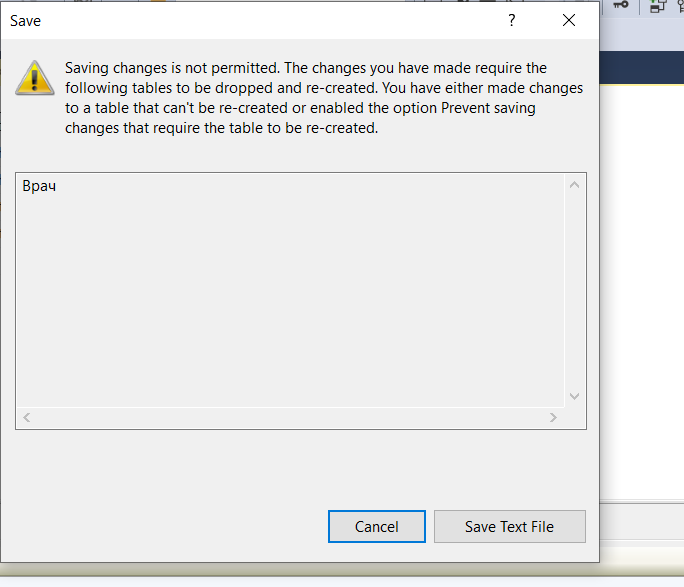 Save
?
Saving changes is not permitted. The changes you have made require the
following tables to be dropped and re-created. You have either made changes
to a table that can't be re-created or enabled the option Prevent saving
changes that require the table to be re-created.
Врач
Cancel
Save Text File